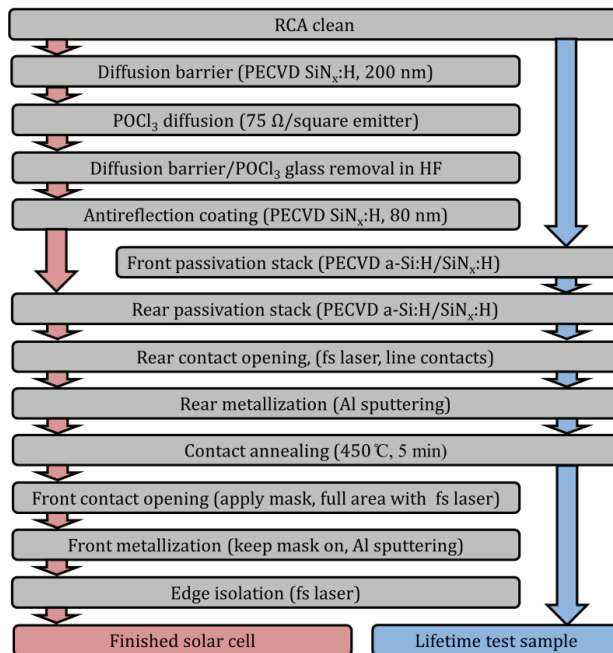 RCA clean
Diffusion barrier (PECVD SiNₓ:H, 200 nm)
POCl₃ diffusion (75 Ω/square emitter)
Diffusion barrier/POCl₃ glass removal in HF
Antireflection coating (PECVD SiNₓ:H, 80 nm)
Front passivation stack (PECVD a-Si:H/SiNₓ:H)
Rear passivation stack (PECVD a-Si:H/SiNₓ:H)
Rear contact opening, (fs laser, line contacts)
Rear metallization (Al sputtering)
Contact annealing (450℃, 5 min)
Front contact opening (apply mask, full area with fs laser)
Front metallization (keep mask on, Al sputtering)
Edge isolation (fs laser)
Finished solar cell
Lifetime test sample